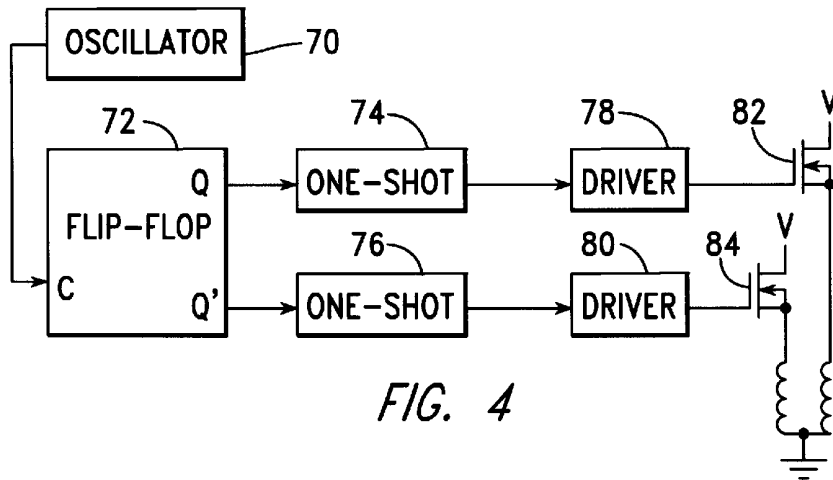 OSCILLATOR 70
72 74 78 82 V
Q ONE-SHOT DRIVER
FLIP-FLOP
76 80 84 V
C
Q' ONE-SHOT DRIVER
FIG. 4